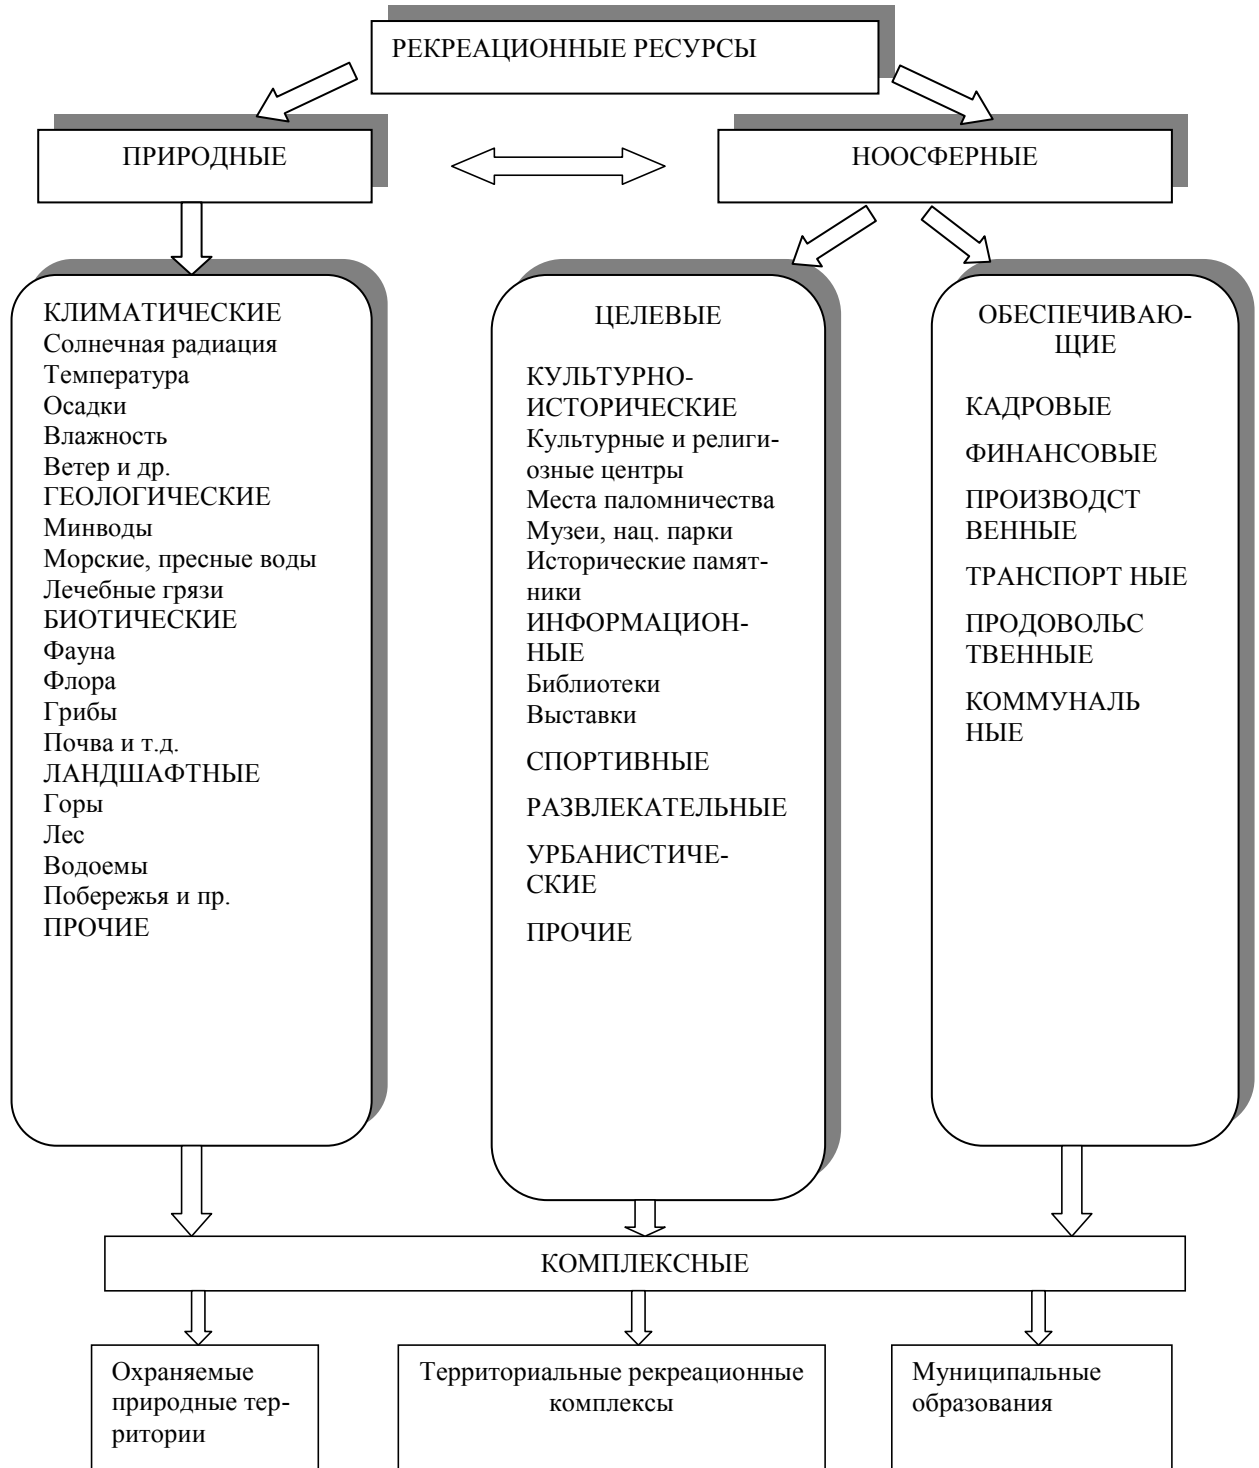 РЕКРЕАЦИОННЫЕ РЕСУРСЫ
ПРИРОДНЫЕ
НООСФЕРНЫЕ
КЛИМАТИЧЕСКИЕ
Солнечная радиация
Температура
Осадки
Влажность
Ветер и др.
ГЕОЛОГИЧЕСКИЕ
Минводы
Морские, пресные воды
Лечебные грязи
БИОТИЧЕСКИЕ
Фауна
Флора
Грибы
Почва и т.д.
ЛАНДШАФТНЫЕ
Горы
Лес
Водоемы
Побережья и пр.
ПРОЧИЕ
ЦЕЛЕВЫЕ
КУЛЬТУРНО-
ИСТОРИЧЕСКИЕ
Культурные и религи-
озные центры
Места паломничества
Музеи, нац. парки
Исторические памят-
ники
ИНФОРМАЦИОН-
НЫЕ
Библиотеки
Выставки
СПОРТИВНЫЕ
РАЗВЛЕКАТЕЛЬНЫЕ
УРБАНИСТИЧЕ-
СКИЕ
ПРОЧИЕ
ОБЕСПЕЧИВАЮ-
ЩИЕ
КАДРОВЫЕ
ФИНАНСОВЫЕ
ПРОИЗВОДСТ
ВЕННЫЕ
ТРАНСПОРТ НЫЕ
ПРОДОВОЛЬС
ТВЕННЫЕ
КОММУНАЛЬ
НЫЕ
КОМПЛЕКСНЫЕ
Охраняемые
природные тер-
ритории
Территориальные рекреационные
комплексы
Муниципальные
образования